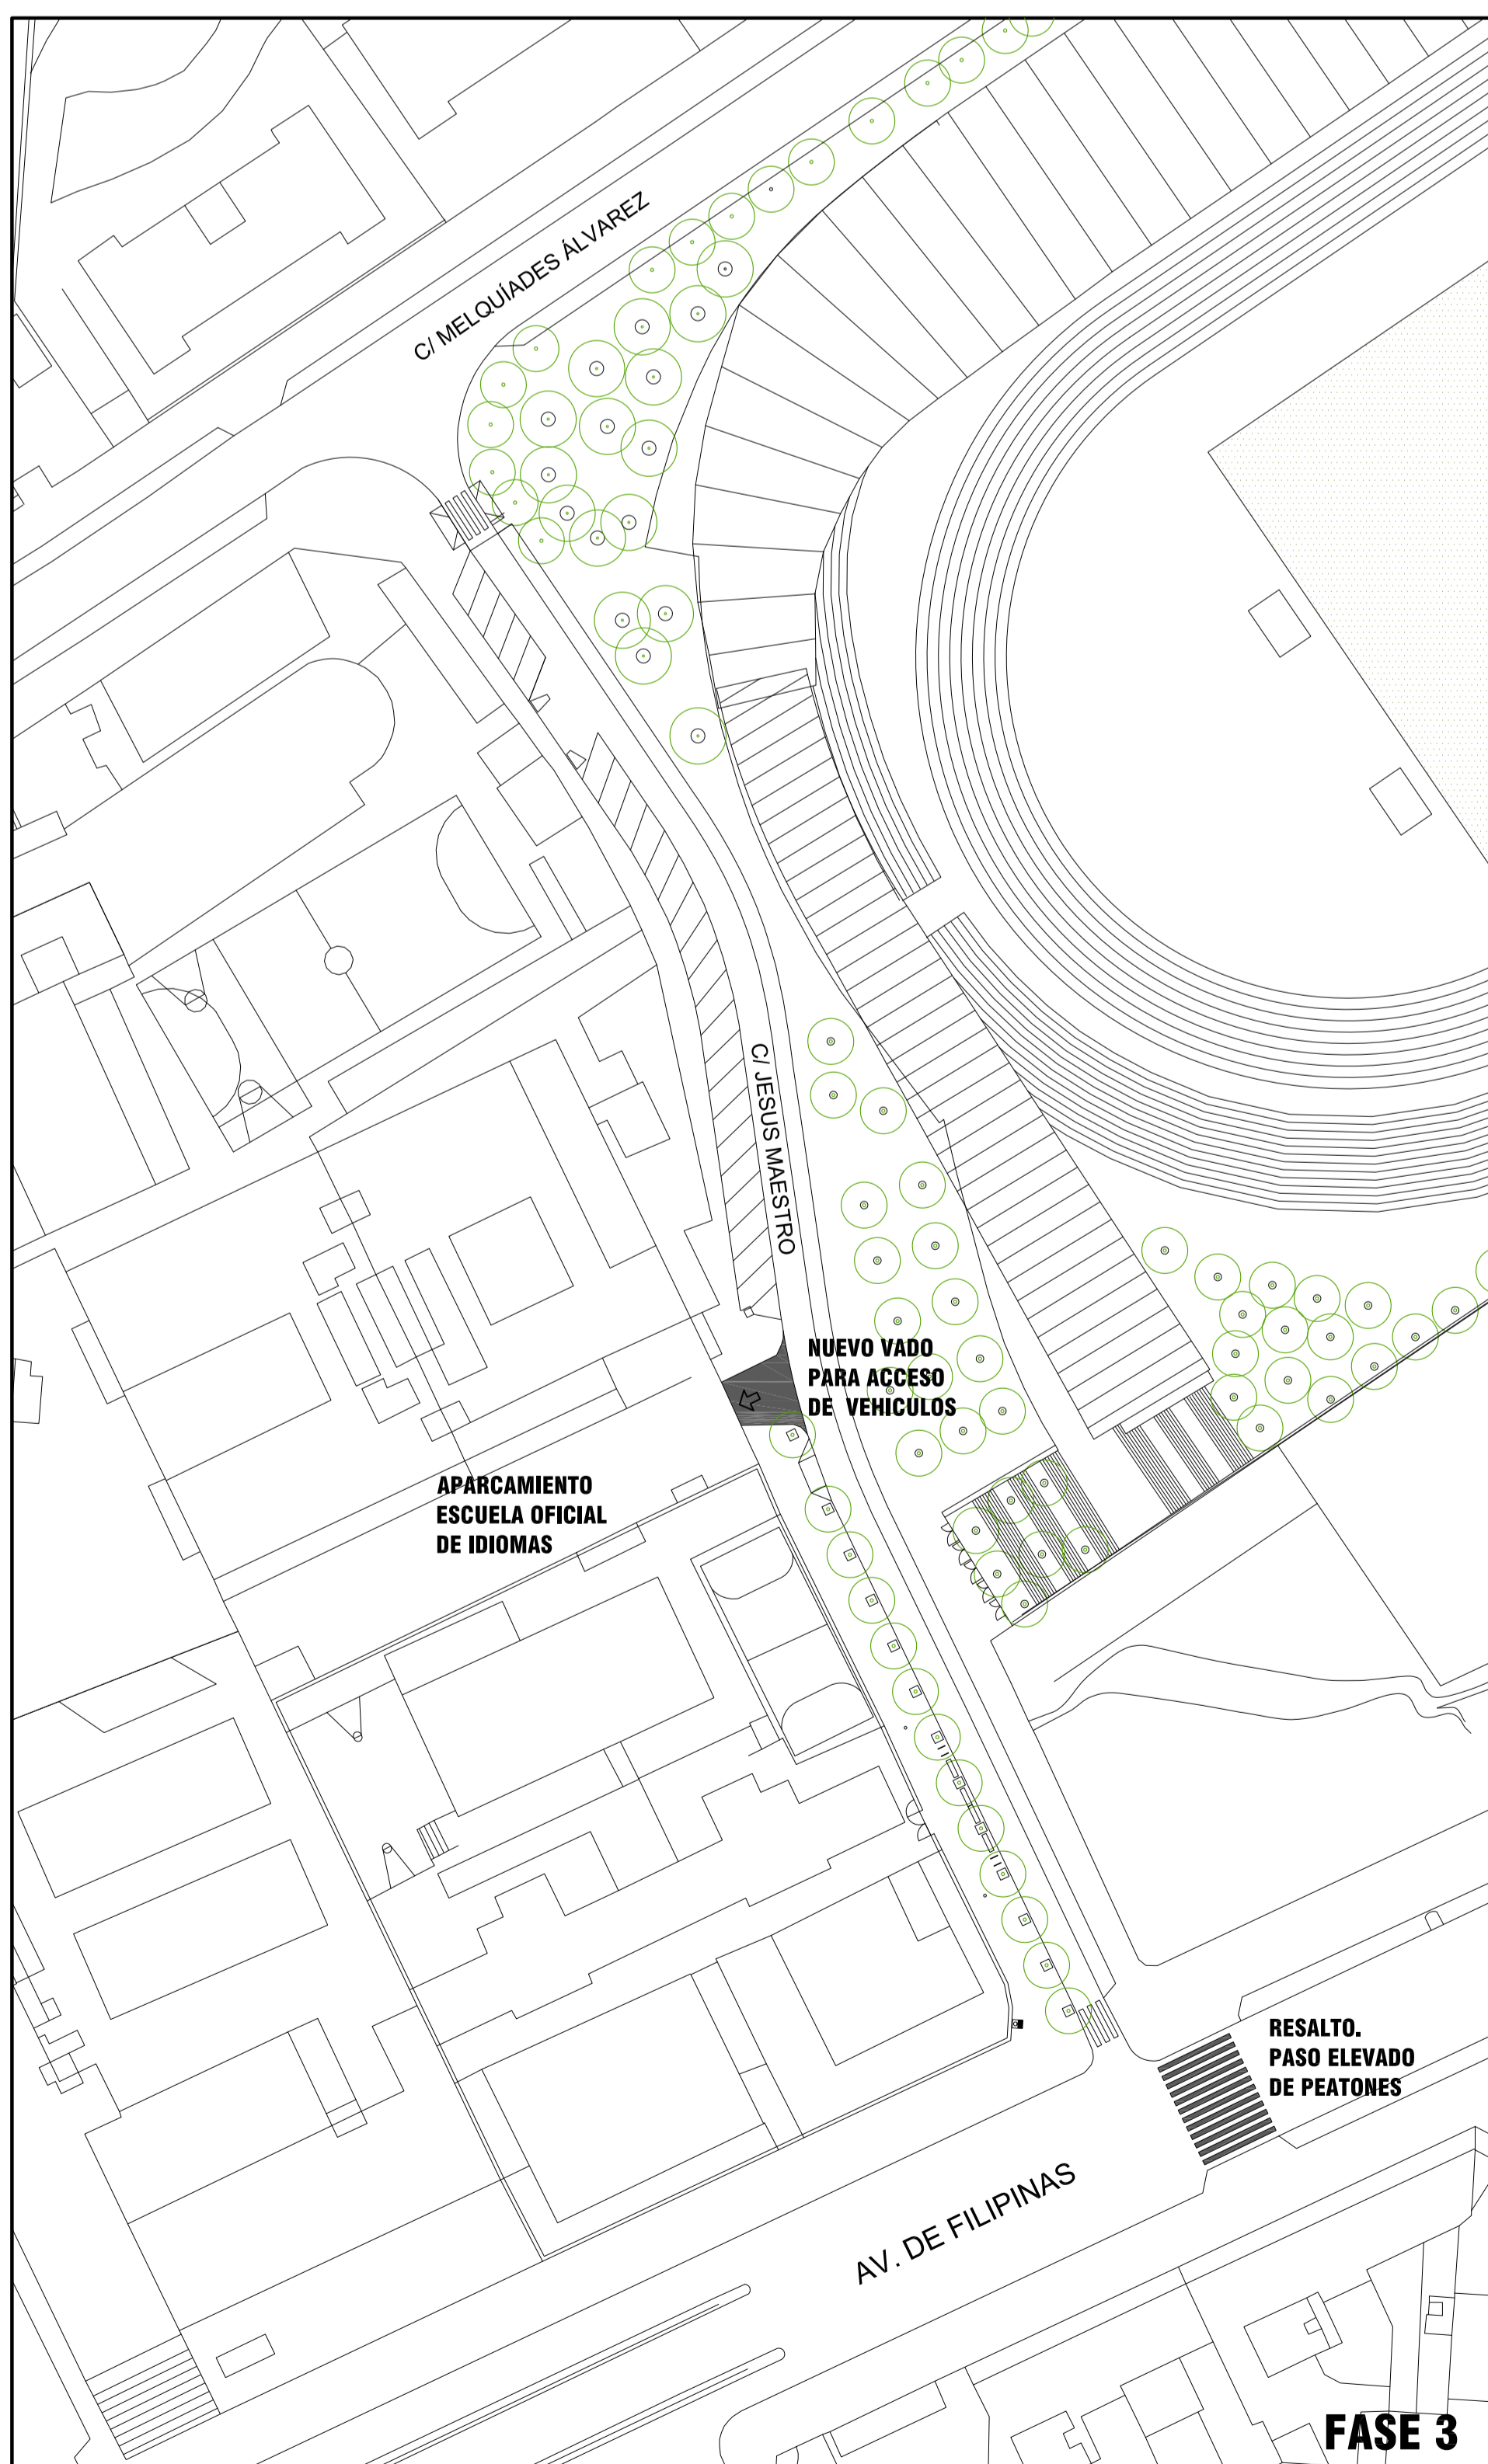 C/ MELQUÍADES ÁLVAREZ
C/ JESUS MAESTRO
NUEVO VADO
PARA ACCESO
DE VEHICULOS
APARCAMIENTO
ESCUELA OFICIAL
DE IDIOMAS
RESALTO.
PASO ELEVADO
DE PEATONES
AV. DE FILIPINAS
FASE 3